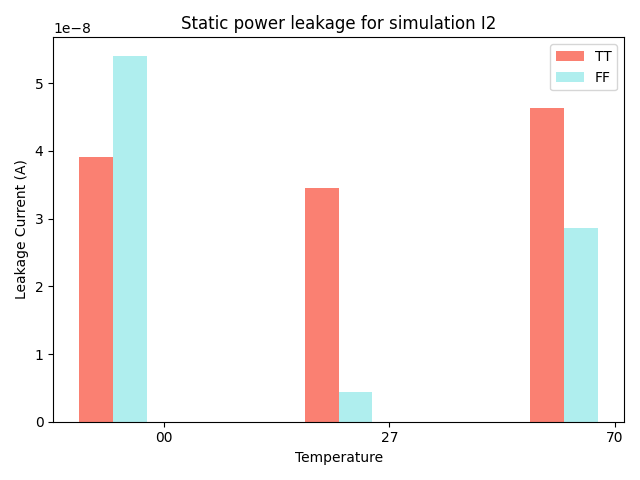 Static power leakage for simulation I2
1e−8
TT
FF
5
4
3
2
1
0
Leakage Current (A)
00
27
70
Temperature